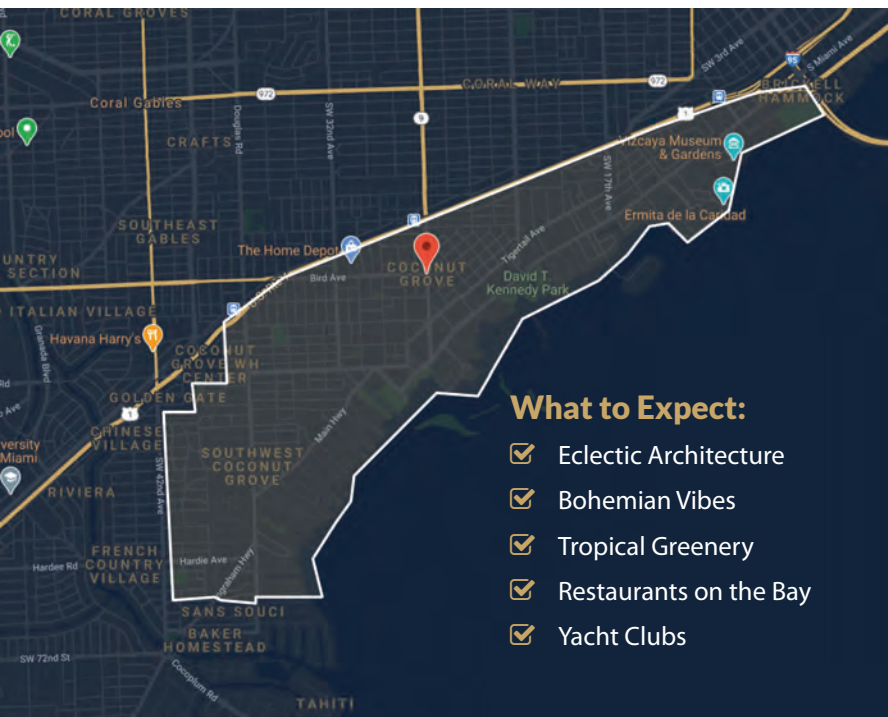 CORAL GROVES
SW 3rd Ave
S Miami Ave
95
972
CORAL WAY
972
BRICKELL
HAMMOCK
Coral Gables
Douglas Rd
SW 32nd Ave
9
1
CRAFTS
Vizcaya Museum
& Gardens
SW 17th Ave
Ermita de la Caridad
SOUTHEAST
GABLES
The Home Depot
Tigertail Ave
COCONUT
GROVE
Bird Ave
David T.
Kennedy Park
UNTRY
SECTION
ITALIAN VILLAGE
Granada Blvd
Havana Harry's
COCONUT
GROVE WH
CENTER
Rd
Ave
GOLDEN GATE
1
CHINESE
VILLAGE
Main Hwy
versity
Miami
SOUTHWEST
COCONUT
GROVE
SW 42nd Ave
RIVIERA
FRENCH
COUNTRY
VILLAGE
Hardee Rd
Hardie Ave
graham Hwy
SANS SOUCI
BAKER
HOMESTEAD
SW 72nd St
Cocoplum Rd
TAHITI
What to Expect:
Eclectic Architecture
Bohemian Vibes
Tropical Greenery
Restaurants on the Bay
Yacht Clubs